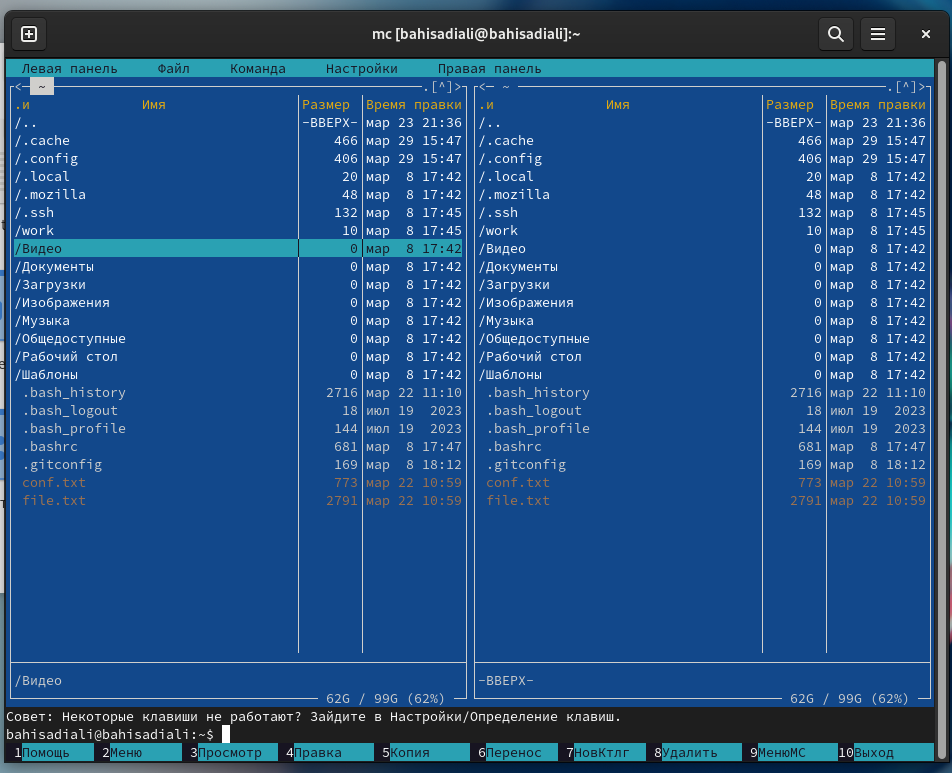 mc [bahisadiali@bahisadiali]:~
Левая панель Файл Команда Настройки Правая панель
<- ~ .[^]> <- ~ .[^]>
.и Имя Размер Время правки .и Имя Размер Время правки
/.. -ВВЕРХ- мар 23 21:36 /.. -ВВЕРХ- мар 23 21:36
/.cache 466 мар 29 15:47 /.cache 466 мар 29 15:47
/.config 406 мар 29 15:47 /.config 406 мар 29 15:47
/.local 20 мар 8 17:42 /.local 20 мар 8 17:42
/.mozilla 48 мар 8 17:42 /.mozilla 48 мар 8 17:42
/.ssh 132 мар 8 17:45 /.ssh 132 мар 8 17:45
/work 10 мар 8 17:45 /work 10 мар 8 17:45
/Видео 0 мар 8 17:42 /Видео 0 мар 8 17:42
/Документы 0 мар 8 17:42 /Документы 0 мар 8 17:42
/Загрузки 0 мар 8 17:42 /Загрузки 0 мар 8 17:42
/Изображения 0 мар 8 17:42 /Изображения 0 мар 8 17:42
/Музыка 0 мар 8 17:42 /Музыка 0 мар 8 17:42
/Общедоступные 0 мар 8 17:42 /Общедоступные 0 мар 8 17:42
/Рабочий стол 0 мар 8 17:42 /Рабочий стол 0 мар 8 17:42
/Шаблоны 0 мар 8 17:42 /Шаблоны 0 мар 8 17:42
.bash_history 2716 мар 22 11:10 .bash_history 2716 мар 22 11:10
.bash_logout 18 июл 19 2023 .bash_logout 18 июл 19 2023
.bash_profile 144 июл 19 2023 .bash_profile 144 июл 19 2023
.bashrc 681 мар 8 17:47 .bashrc 681 мар 8 17:47
.gitconfig 169 мар 8 18:12 .gitconfig 169 мар 8 18:12
conf.txt 773 мар 22 10:59 conf.txt 773 мар 22 10:59
file.txt 2791 мар 22 10:59 file.txt 2791 мар 22 10:59
/Видео -ВВЕРХ-
62G / 99G (62%) 62G / 99G (62%)
Совет: Некоторые клавиши не работают? Зайдите в Настройки/Определение клавиш.
bahisadiali@bahisadiali:~$
1Помощь 2Меню 3Просмотр 4Правка 5Копия 6Перенос 7НовКтлг 8Удалить 9МенюМС 10Выход